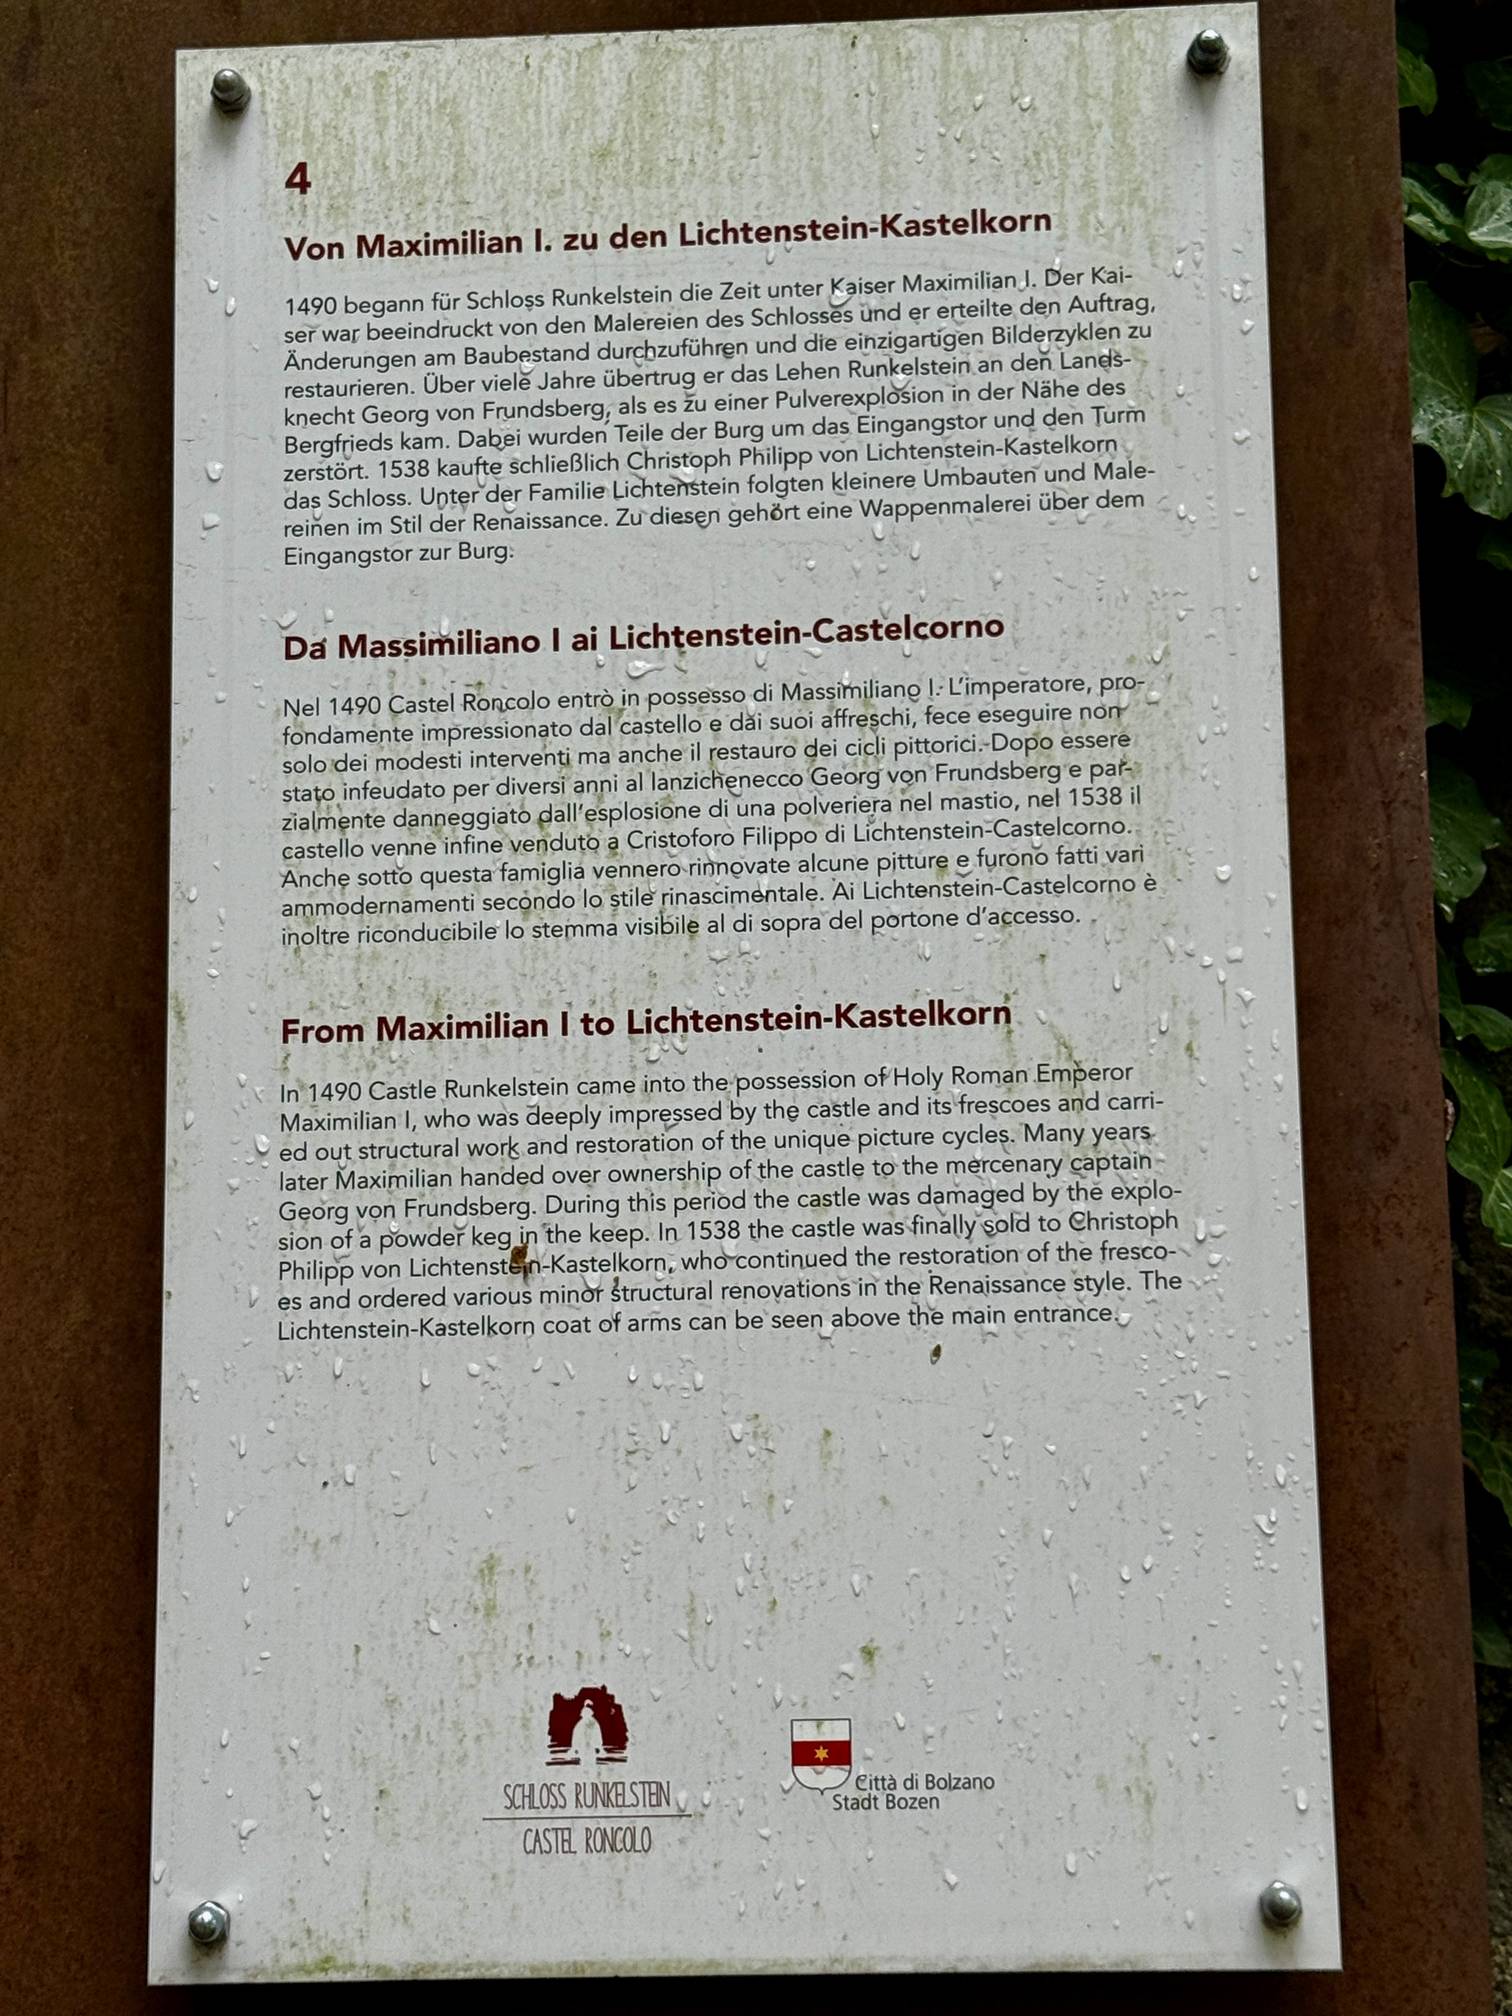 4
Von Maximilian I. zu den Lichtenstein-Kastelkorn
1490 begann für Schloss Runkelstein die Zeit unter Kaiser Maximilian I. Der Kai-
ser war beeindruckt von den Malereien des Schlosses und er erteilte den Auftrag,
Änderungen am Baubestand durchzuführen und die einzigartigen Bilderzyklen zu
restaurieren. Über viele Jahre übertrug er das Lehen Runkelstein an den Lands-
knecht Georg von Frundsberg, als es zu einer Pulverexplosion in der Nähe des
Bergfrieds kam. Dabei wurden Teile der Burg um das Eingangstor und den Turm
zerstört. 1538 kaufte schließlich Christoph Philipp von Lichtenstein-Kastelkorn
das Schloss. Unter der Familie Lichtenstein folgten kleinere Umbauten und Male-
reinen im Stil der Renaissance. Zu diesen gehört eine Wappenmalerei über dem
Eingangstor zur Burg.
Da Massimiliano I ai Lichtenstein-Castelcorno
Nel 1490 Castel Roncolo entrò in possesso di Massimiliano I. L'imperatore, pro-
fondamente impressionato dal castello e dai suoi affreschi, fece eseguire non
solo dei modesti interventi ma anche il restauro dei cicli pittorici. Dopo essere
stato infeudato per diversi anni al lanzichenecco Georg von Frundsberg e par-
zialmente danneggiato dall'esplosione di una polveriera nel mastio, nel 1538 il
castello venne infine venduto a Cristoforo Filippo di Lichtenstein-Castelcorno.
Anche sotto questa famiglia vennero rinnovate alcune pitture e furono fatti vari
ammodernamenti secondo lo stile rinascimentale. Ai Lichtenstein-Castelcorno è
inoltre riconducibile lo stemma visibile al di sopra del portone d'accesso.
From Maximilian I to Lichtenstein-Kastelkorn
In 1490 Castle Runkelstein came into the possession of Holy Roman Emperor
Maximilian I, who was deeply impressed by the castle and its frescoes and carri-
ed out structural work and restoration of the unique picture cycles. Many years
later Maximilian handed over ownership of the castle to the mercenary captain
Georg von Frundsberg. During this period the castle was damaged by the explo-
sion of a powder keg in the keep. In 1538 the castle was finally sold to Christoph
Philipp von Lichtenstein-Kastelkorn, who continued the restoration of the fresco-
es and ordered various minor structural renovations in the Renaissance style. The
Lichtenstein-Kastelkorn coat of arms can be seen above the main entrance.
SCHLOSS RUNKELSTEIN
CASTEL RONCOLO
Città di Bolzano
Stadt Bozen